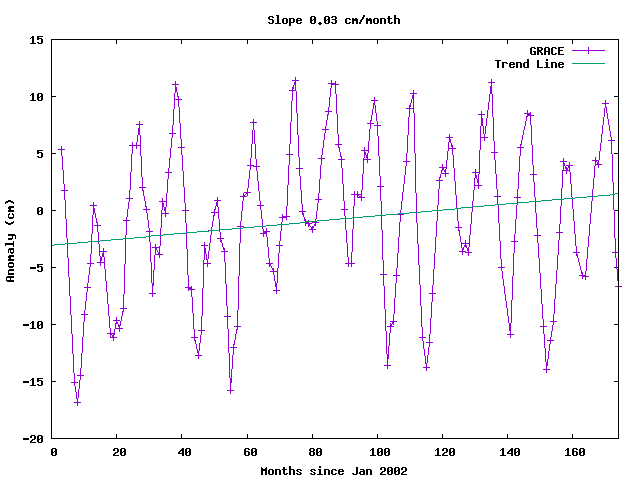 Slope 0.03 cm/month
GRACE
Trend Line
15
10
5
0
-5
-10
-15
-20
Anomaly (cm)
0 20 40 60 80 100 120 140 160
Months since Jan 2002